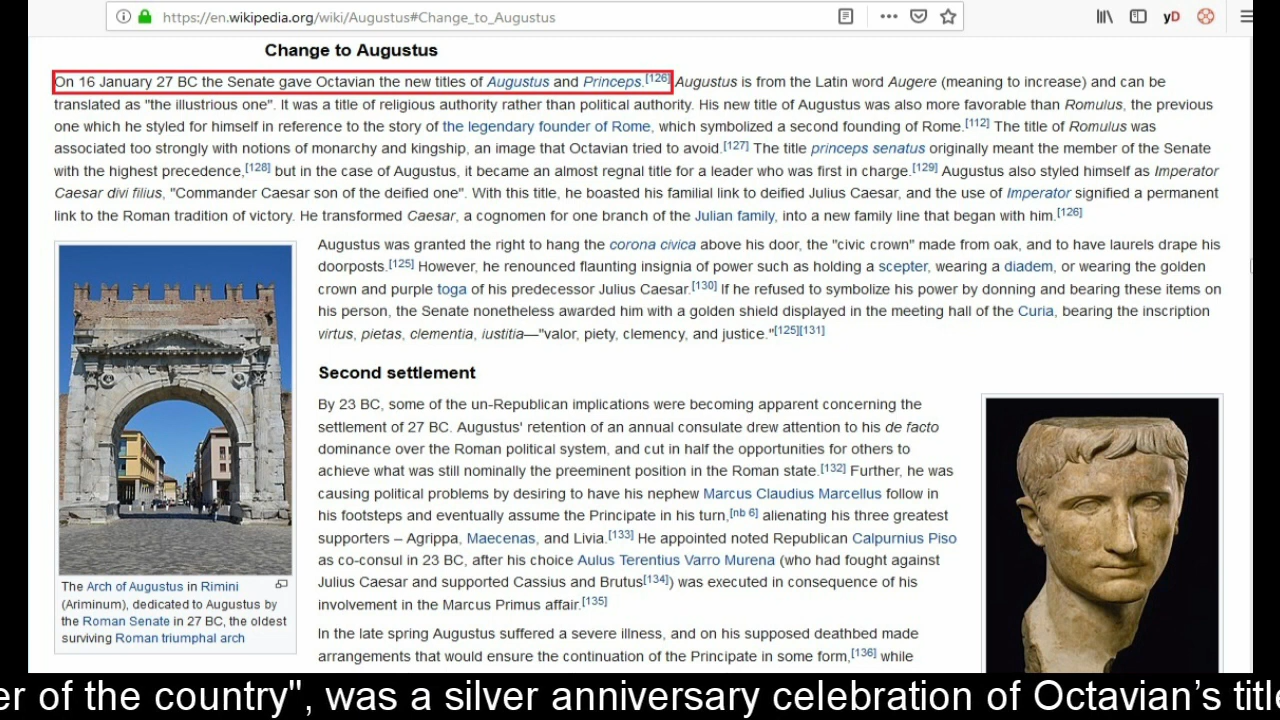 https://en.wikipedia.org/wiki/Augustus#Change_to_Augustus
yD
Change to Augustus
On 16 January 27 BC the Senate gave Octavian the new titles of Augustus and Princeps.[126] Augustus is from the Latin word Augere (meaning to increase) and can be
translated as "the illustrious one". It was a title of religious authority rather than political authority. His new title of Augustus was also more favorable than Romulus, the previous
one which he styled for himself in reference to the story of the legendary founder of Rome, which symbolized a second founding of Rome.[112] The title of Romulus was
associated too strongly with notions of monarchy and kingship, an image that Octavian tried to avoid.[127] The title princeps senatus originally meant the member of the Senate
with the highest precedence,[128] but in the case of Augustus, it became an almost regnal title for a leader who was first in charge.[129] Augustus also styled himself as Imperator
Caesar divi filius, "Commander Caesar son of the deified one". With this title, he boasted his familial link to deified Julius Caesar, and the use of Imperator signified a permanent
link to the Roman tradition of victory. He transformed Caesar, a cognomen for one branch of the Julian family, into a new family line that began with him.[126]
Augustus was granted the right to hang the corona civica above his door, the "civic crown" made from oak, and to have laurels drape his
doorposts.[125] However, he renounced flaunting insignia of power such as holding a scepter, wearing a diadem, or wearing the golden
crown and purple toga of his predecessor Julius Caesar.[130] If he refused to symbolize his power by donning and bearing these items on
his person, the Senate nonetheless awarded him with a golden shield displayed in the meeting hall of the Curia, bearing the inscription
virtus, pietas, clementia, iustitia—"valor, piety, clemency, and justice."[125][131]
The Arch of Augustus in Rimini
(Ariminum), dedicated to Augustus by
the Roman Senate in 27 BC, the oldest
surviving Roman triumphal arch
Second settlement
By 23 BC, some of the un-Republican implications were becoming apparent concerning the
settlement of 27 BC. Augustus' retention of an annual consulate drew attention to his de facto
dominance over the Roman political system, and cut in half the opportunities for others to
achieve what was still nominally the preeminent position in the Roman state.[132] Further, he was
causing political problems by desiring to have his nephew Marcus Claudius Marcellus follow in
his footsteps and eventually assume the Principate in his turn,[nb 6] alienating his three greatest
supporters – Agrippa, Maecenas, and Livia.[133] He appointed noted Republican Calpurnius Piso
as co-consul in 23 BC, after his choice Aulus Terentius Varro Murena (who had fought against
Julius Caesar and supported Cassius and Brutus[134]) was executed in consequence of his
involvement in the Marcus Primus affair.[135]
In the late spring Augustus suffered a severe illness, and on his supposed deathbed made
arrangements that would ensure the continuation of the Principate in some form,[136] while
er of the country", was a silver anniversary celebration of Octavian’s title